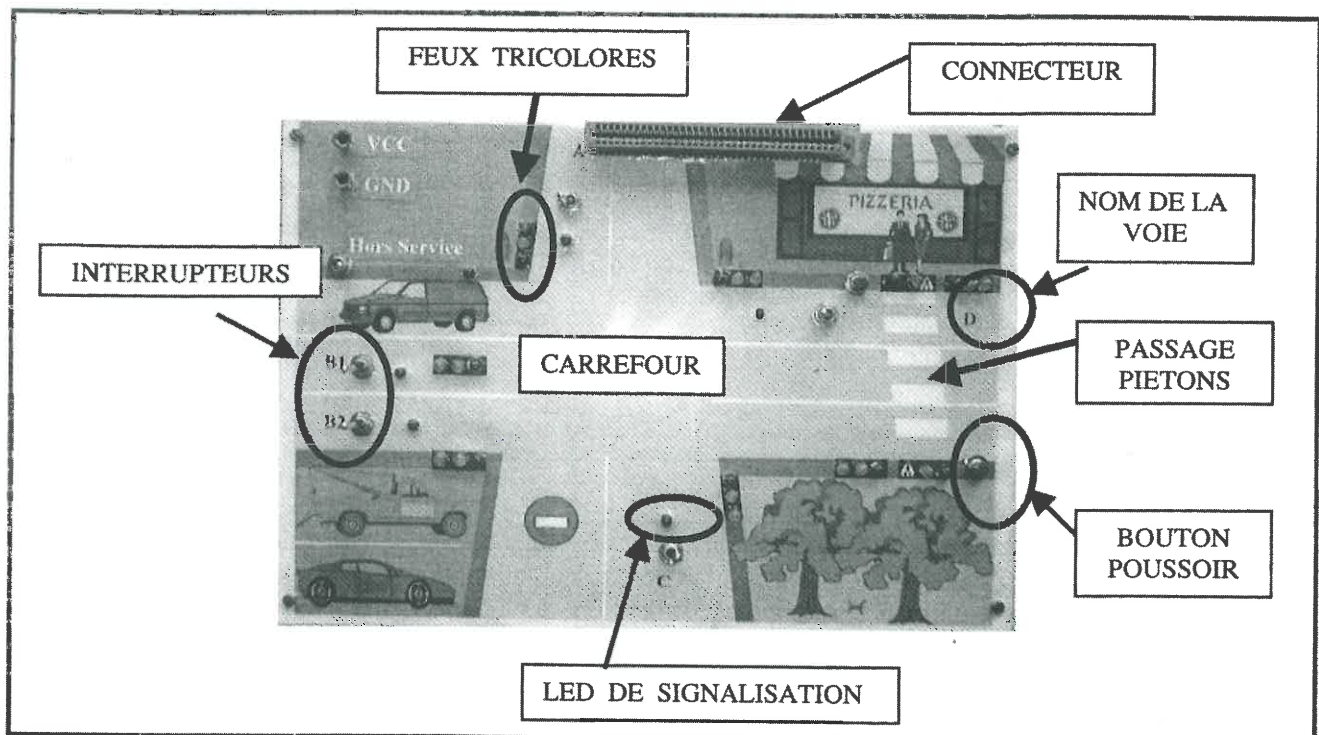 FEUX TRICOLORES
CONNECTEUR
A
VCC
GND
PIZZERIA
NOM DE LA
VOIE
Hors Service
INTERRUPTEURS
D
B1
CARREFOUR
PASSAGE
PIETONS
B2
C
BOUTON
POUSSOIR
LED DE SIGNALISATION